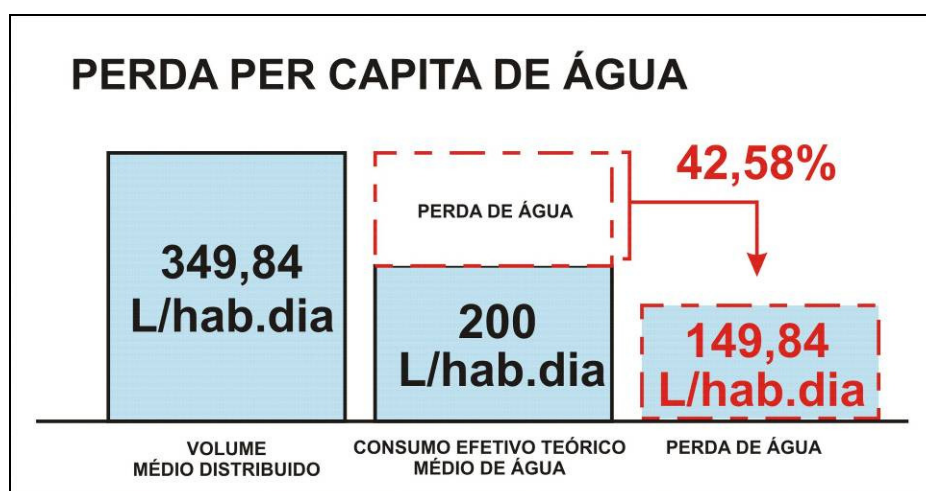 PERDA PER CAPITA DE ÁGUA
42,58%
PERDA DE ÁGUA
349,84
L/hab.dia
200
L/hab.dia
149,84
L/hab.dia
VOLUME
MÉDIO DISTRIBUIDO
CONSUMO EFETIVO TEÓRICO
MÉDIO DE ÁGUA
PERDA DE ÁGUA